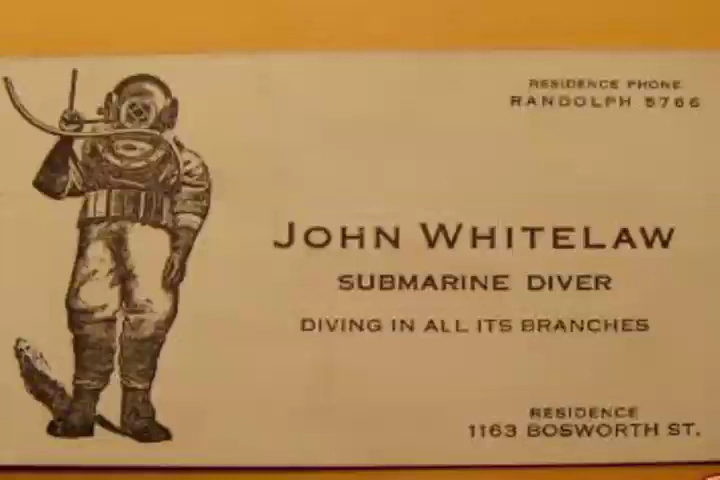 RESIDENCE PHONE
RANDOLPH 5766
JOHN WHITELAW
SUBMARINE DIVER
DIVING IN ALL ITS BRANCHES
RESIDENCE
1163 BOSWORTH ST.